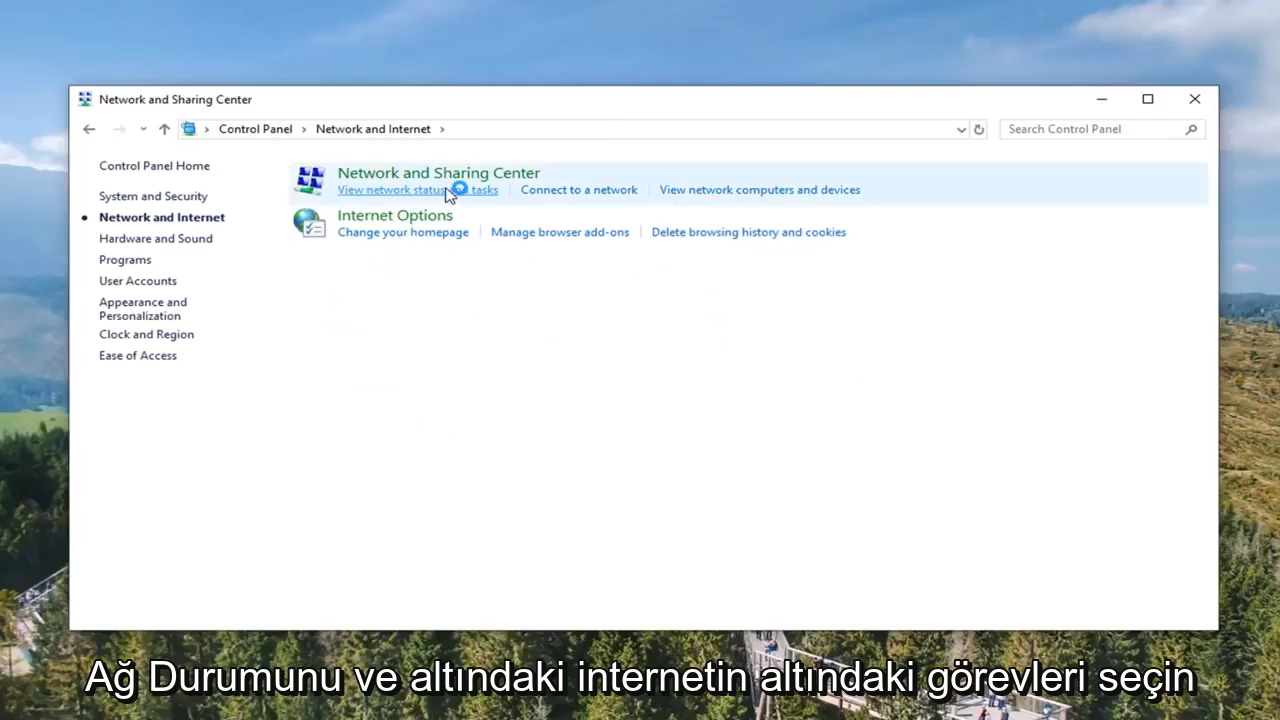 Network and Sharing Center
Control Panel
Network and Internet
Search Control Panel
Control Panel Home
System and Security
Network and Internet
Hardware and Sound
Programs
User Accounts
Appearance and
Personalization
Clock and Region
Ease of Access
Network and Sharing Center
View network status tasks
Connect to a network
View network computers and devices
Internet Options
Change your homepage
Manage browser add-ons
Delete browsing history and cookies
Ağ Durumunu ve altındaki internetin altındaki görevleri seçin